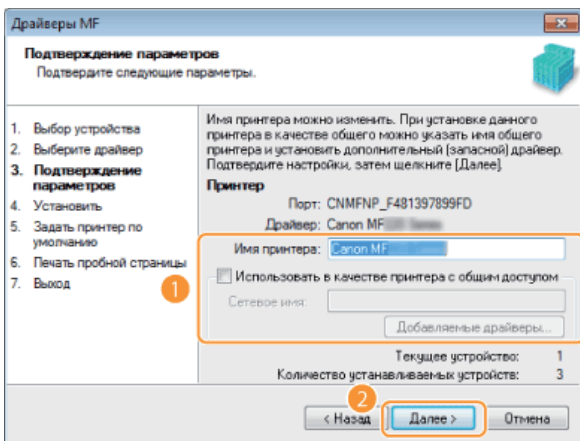 Драйверы MF
Подтверждение параметров
Подтвердите следующие параметры.
1. Выбор устройства
2. Выберите драйвер
3. Подтверждение
параметров
4. Установить
5. Задать принтер по
умолчанию
6. Печать пробной страницы
7. Выход
Имя принтера можно изменить. При установке данного
принтера в качестве общего можно указать имя общего
принтера и установить дополнительный (запасной) драйвер.
Подтвердите настройки, затем щелкните [Далее].
Принтер
Порт: CNMFNP_F481397899FD
Драйвер: Canon MF
1
Имя принтера: Canon MF
Использовать в качестве принтера с общим доступом
Сетевое имя:
Добавляемые драйверы...
Текущее устройство: 1
Количество устанавливаемых устройств: 3
2
< Назад Далее > Отмена